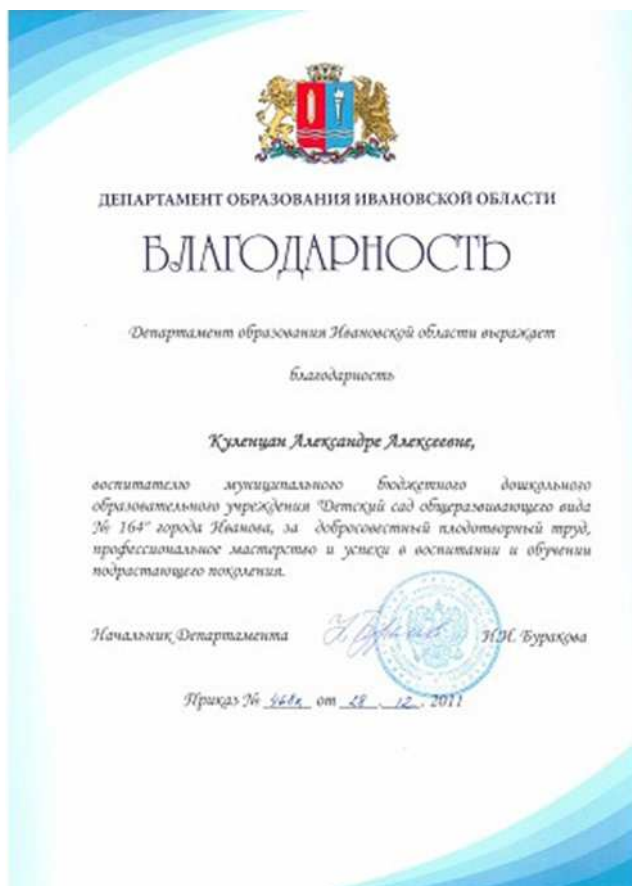 ДЕПАРТАМЕНТ ОБРАЗОВАНИЯ ИВАНОВСКОЙ ОБЛАСТИ
БЛАГОДАРНОСТЬ
Департамент образования Ивановской области выражает
благодарность
Куленцан Александре Алексеевне,
воспитателю муниципального бюджетного дошкольного
образовательного учреждения "Детский сад общеразвивающего вида
№ 164" города Иванова, за добросовестный плодотворный труд,
профессиональное мастерство и успехи в воспитании и обучении
подрастающего поколения.
Начальник Департамента И.И. Буракова
Приказ № 468к от 28 . 12 . 2011